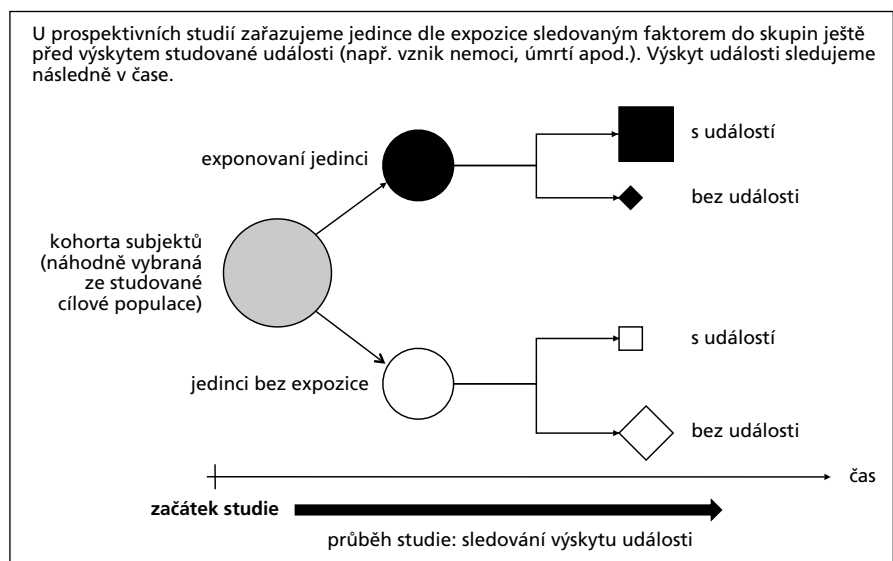 U prospektivních studií zařazujeme jedince dle expozice sledovaným faktorem do skupin ještě
před výskytem studované události (např. vznik nemoci, úmrtí apod.). Výskyt události sledujeme
následně v čase.
exponovaní jedinci
s událostí
bez události
kohorta subjektů
(náhodně vybraná
ze studované
cílové populace)
jedinci bez expozice
s událostí
bez události
čas
začátek studie
průběh studie: sledování výskytu události